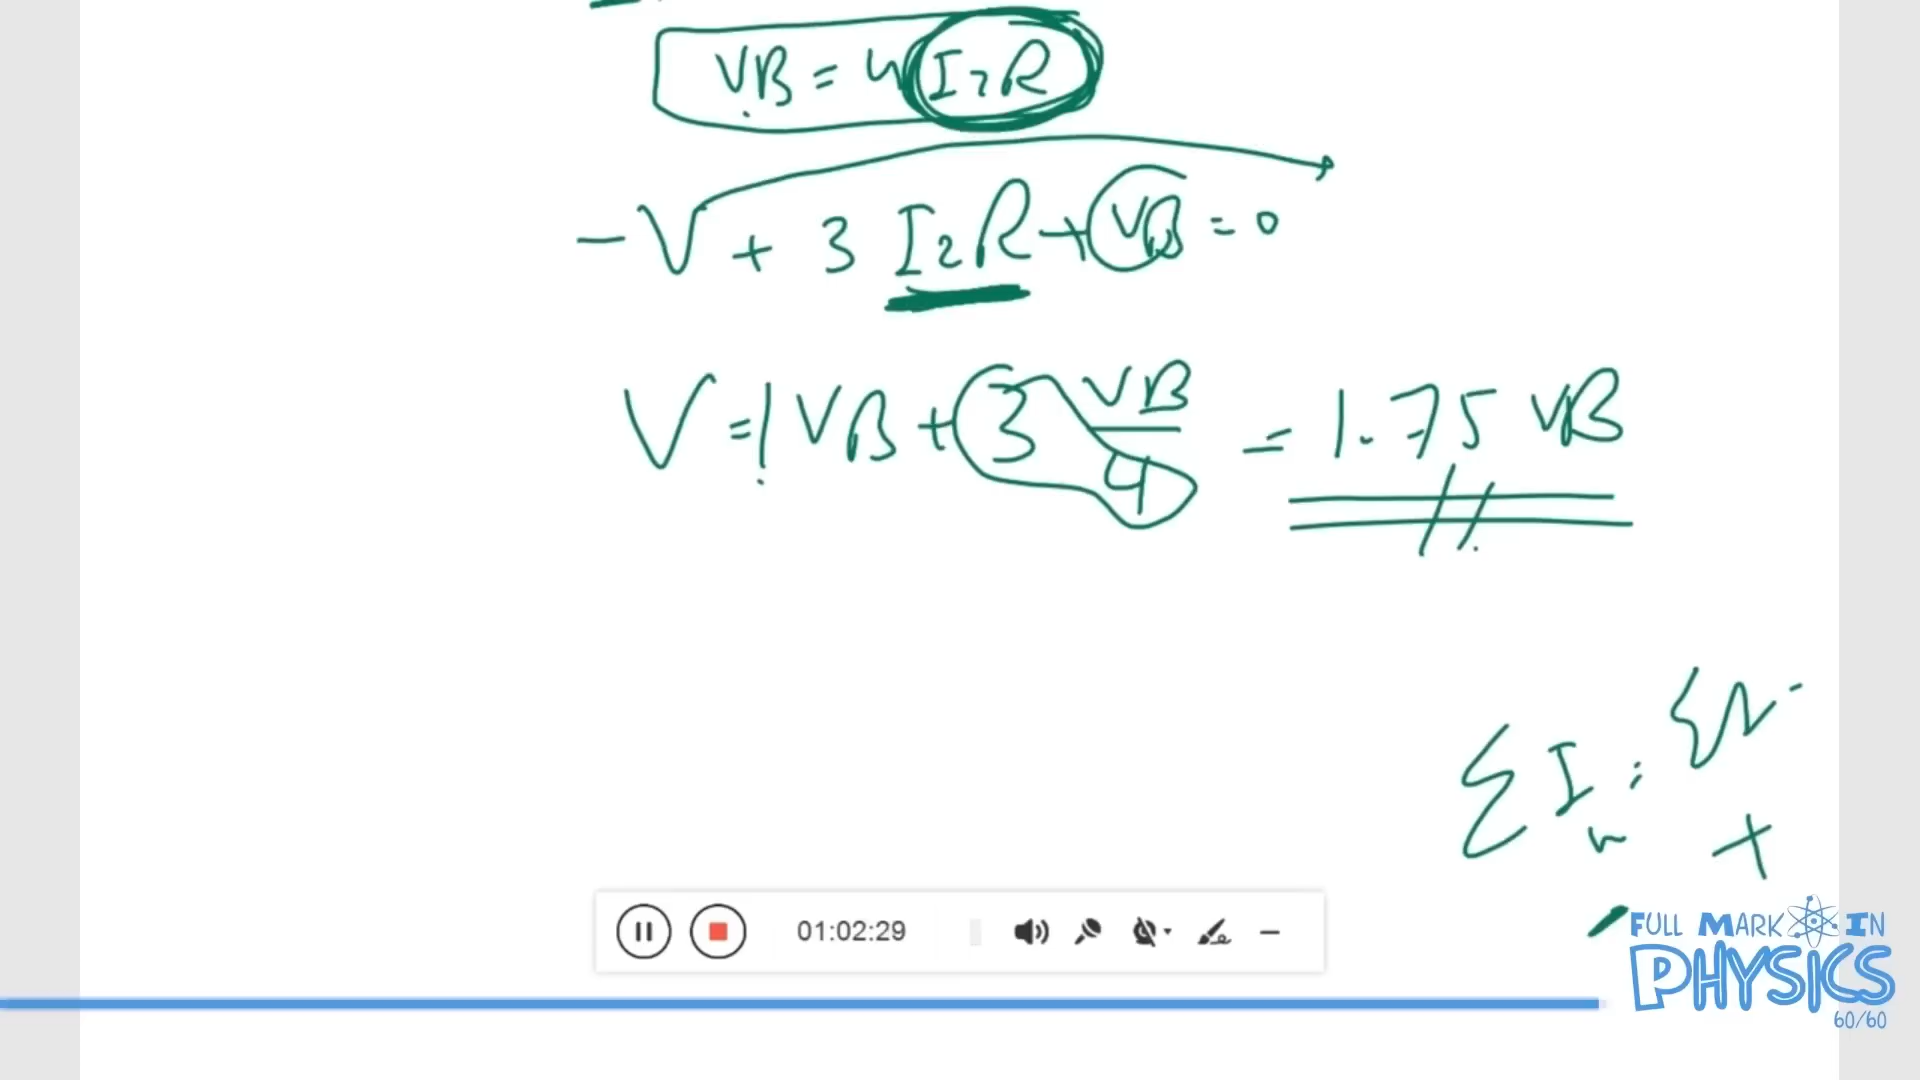 VB = 4 I₂R
- V + 3 I₂R + VB = 0
V = 1 VB + 3 VB/4 = 1.75 VB
Σ I =
01:02:29
FULL MARK IN
PHYSICS
60/60